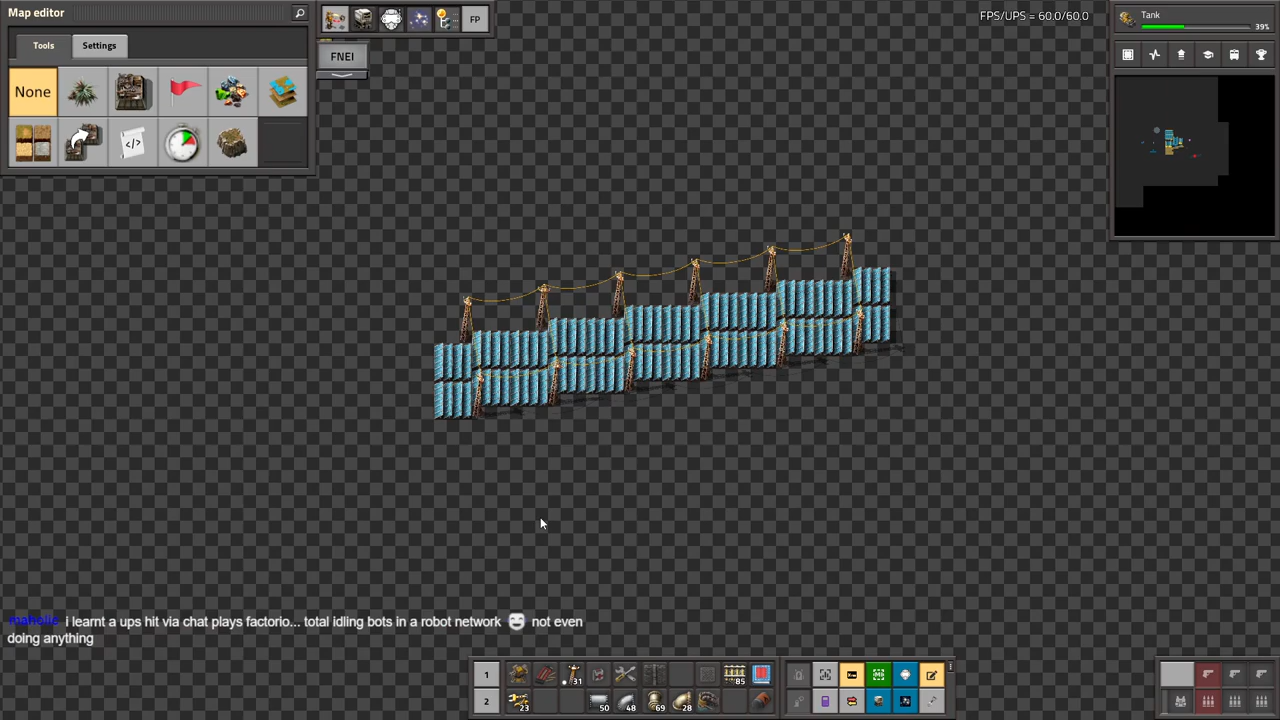 Map editor
FPS/UPS = 60.0/60.0
Tank
39%
FP
Tools
Settings
FNEI
None
</>
maholic i learnt a ups hit via chat plays factorio... total idling bots in a robot network not even
doing anything
1
31
85
2
23
50
48
69
28